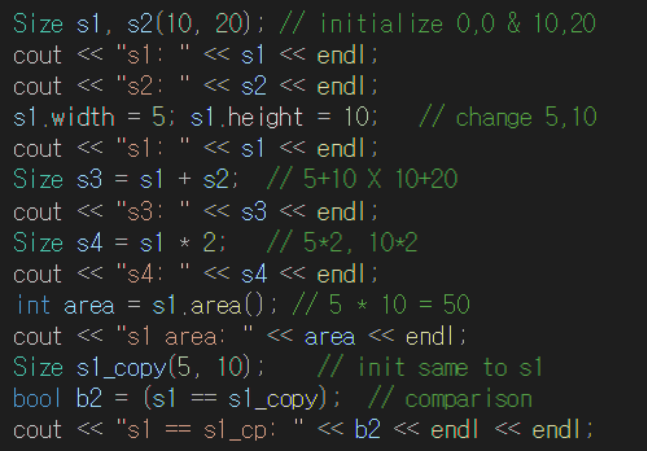 Size s1, s2(10, 20); // initialize 0,0 & 10,20
cout << "s1: " << s1 << endl;
cout << "s2: " << s2 << endl;
s1.width = 5; s1.height = 10;   // change 5,10
cout << "s1: " << s1 << endl;
Size s3 = s1 + s2;  // 5+10 X 10+20
cout << "s3: " << s3 << endl;
Size s4 = s1 * 2;   // 5*2, 10*2
cout << "s4: " << s4 << endl;
int area = s1.area(); // 5 * 10 = 50
cout << "s1 area: " << area << endl;
Size s1_copy(5, 10);    // init same to s1
bool b2 = (s1 == s1_copy);  // comparison
cout << "s1 == s1_cp: " << b2 << endl << endl;